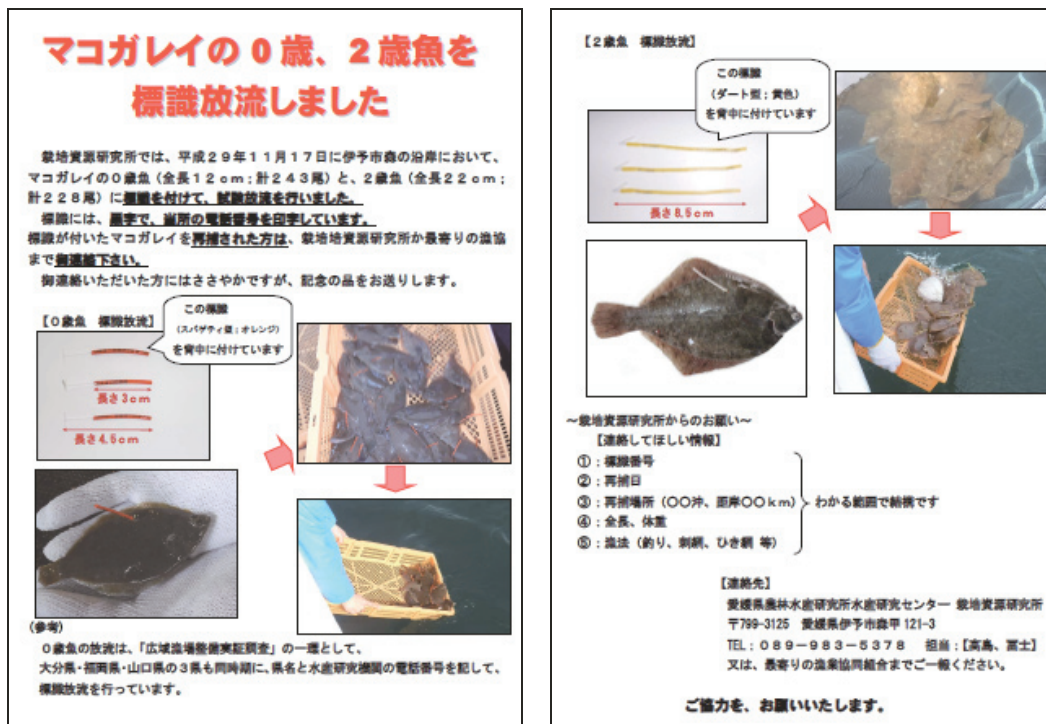 マコガレイの0歳、2歳魚を
標識放流しました
栽培資源研究所では、平成29年11月17日に伊予市森の沿岸において、
マコガレイの0歳魚(全長12cm;計243尾)と、2歳魚(全長22cm;
計228尾)に標識を付けて、試験放流を行いました。
標識には、黒字で、当所の電話番号を印字しています。
標識が付いたマコガレイを再捕された方は、栽培培資源研究所か最寄りの漁協
まで御連絡下さい。
御連絡いただいた方にはささやかですが、記念の品をお送りします。
【0歳魚 標識放流】
この標識
(スパゲティ型;オレンジ)
を背中に付けています
長さ3cm
長さ4.5cm
(参考)
0歳魚の放流は、「広域漁場整備実証調査」の一環として、
大分県・福岡県・山口県の3県も同時期に、県名と水産研究機関の電話番号を記して、
標識放流を行っています。
【2歳魚 標識放流】
この標識
(ダート型;黄色)
を背中に付けています
長さ8.5cm
~栽培資源研究所からのお願い~
【連絡してほしい情報】
①:標識番号
②:再捕日
③:再捕場所(○○沖、距岸○○km)
④:全長、体重
⑤:漁法(釣り、刺網、ひき網 等)
わかる範囲で結構です
【連絡先】
愛媛県農林水産研究所水産研究センター 栽培資源研究所
〒799-3125 愛媛県伊予市森甲121-3
TEL:089-983-5378 担当:【高島、冨士】
又は、最寄りの漁業協同組合までご一報ください。
ご協力を、お願いいたします。